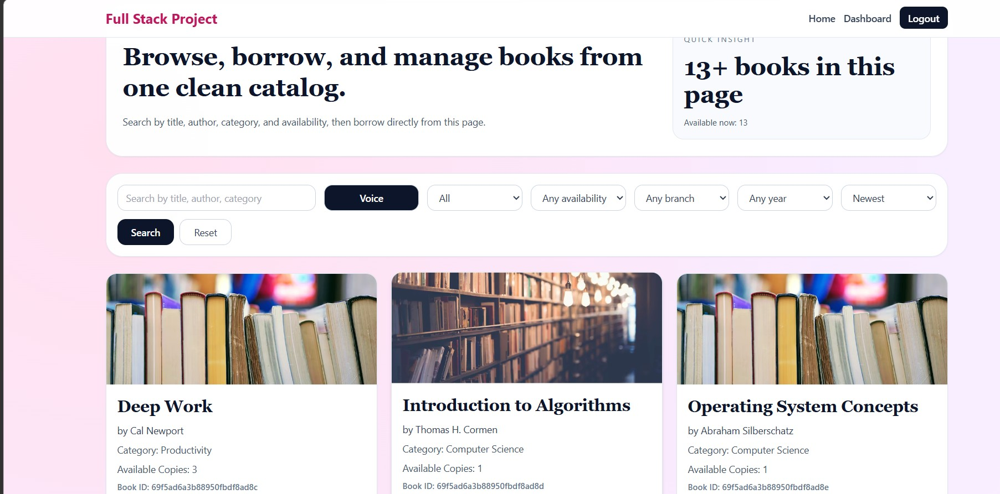 Full Stack Project
Home Dashboard Logout
QUICK INSIGHT
Browse, borrow, and manage books from
one clean catalog.
Search by title, author, category, and availability, then borrow directly from this page.
13+ books in this
page
Available now: 13
Search by title, author, category Voice All Any availability Any branch Any year Newest
Search Reset
Deep Work
by Cal Newport
Category: Productivity
Available Copies: 3
Book ID: 69f5ad6a3b88950fbdf8ad8c
Introduction to Algorithms
by Thomas H. Cormen
Category: Computer Science
Available Copies: 1
Book ID: 69f5ad6a3b88950fbdf8ad8d
Operating System Concepts
by Abraham Silberschatz
Category: Computer Science
Available Copies: 1
Book ID: 69f5ad6a3b88950fbdf8ad8e